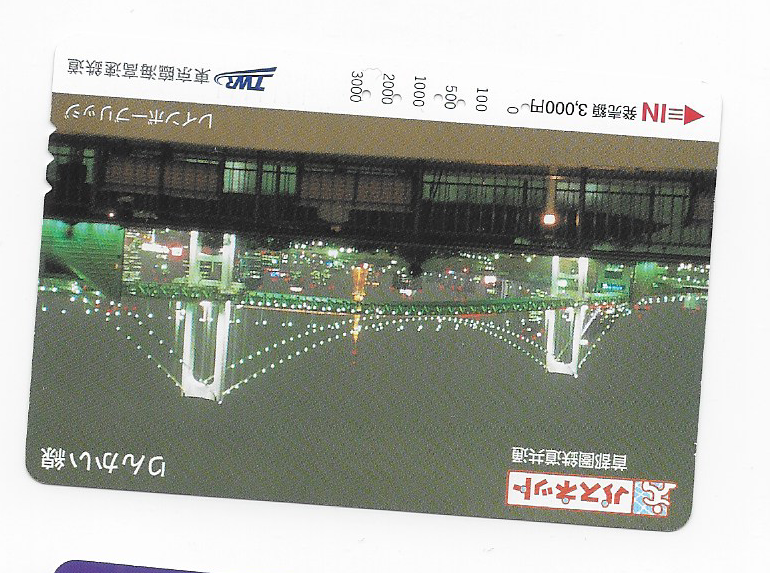 パスネット
首都圏鉄道共通
りんかい線
レインボーブリッジ
IN 発売額 3,000円
0 100 500 1000 2000 3000
TWR 東京臨海高速鉄道